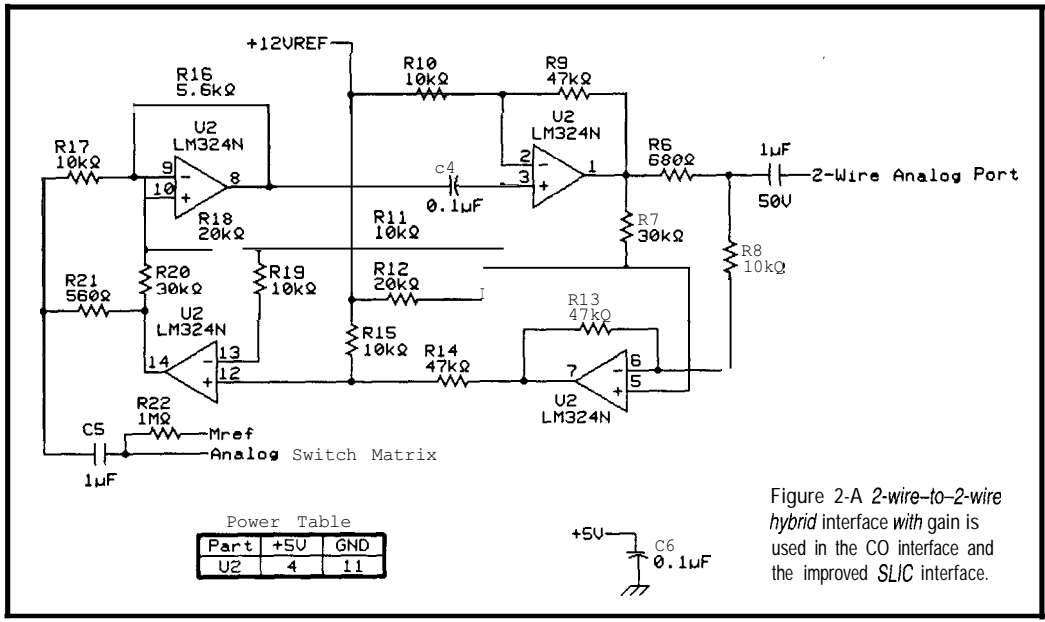 +12VREF
R16
5.6kΩ
R10
10kΩ
R9
47kΩ
U2
LM324N
U2
LM324N
R17
10kΩ
9
10
8
2
3
1
R6
680Ω
1µF
50V
2-Wire Analog Port
C4
0.1µF
R18
20kΩ
R11
10kΩ
R7
30kΩ
R8
10kΩ
R21
560Ω
R20
30kΩ
R19
10kΩ
R12
20kΩ
U2
LM324N
R13
47kΩ
R15
10kΩ
R14
47kΩ
14
13
12
7
6
5
U2
LM324N
R22
1MΩ
Mref
C5
1µF
Analog Switch Matrix
Power Table
Part +5V GND
U2 4 11
+5V
C6
0.1µF
Figure 2-A 2-wire–to–2-wire
hybrid interface with gain is
used in the CO interface and
the improved SLIC interface.